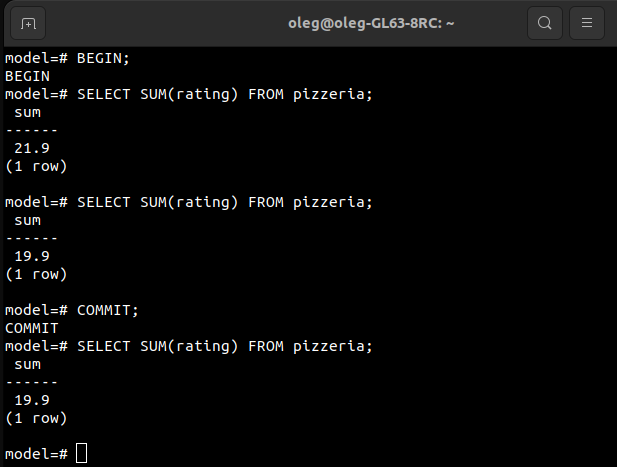 oleg@oleg-GL63-8RC: ~
model=# BEGIN;
BEGIN
model=# SELECT SUM(rating) FROM pizzeria;
 sum
------
 21.9
(1 row)

model=# SELECT SUM(rating) FROM pizzeria;
 sum
------
 19.9
(1 row)

model=# COMMIT;
COMMIT
model=# SELECT SUM(rating) FROM pizzeria;
 sum
------
 19.9
(1 row)

model=#